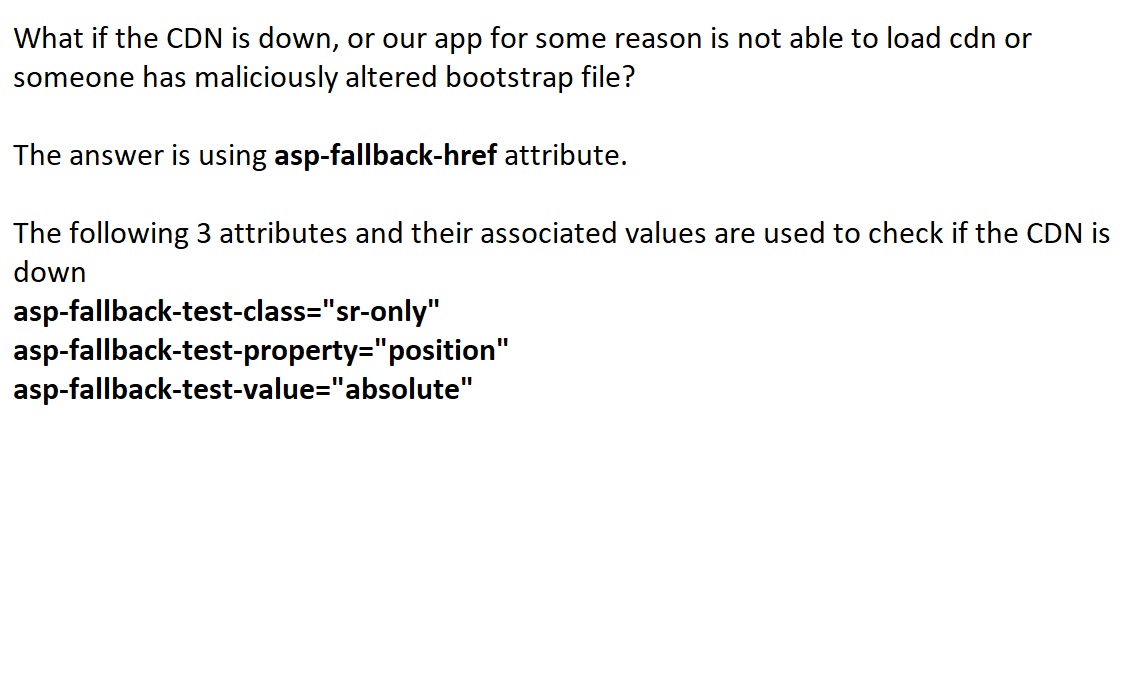 What if the CDN is down, or our app for some reason is not able to load cdn or
someone has maliciously altered bootstrap file?
The answer is using asp-fallback-href attribute.
The following 3 attributes and their associated values are used to check if the CDN is
down
asp-fallback-test-class="sr-only"
asp-fallback-test-property="position"
asp-fallback-test-value="absolute"